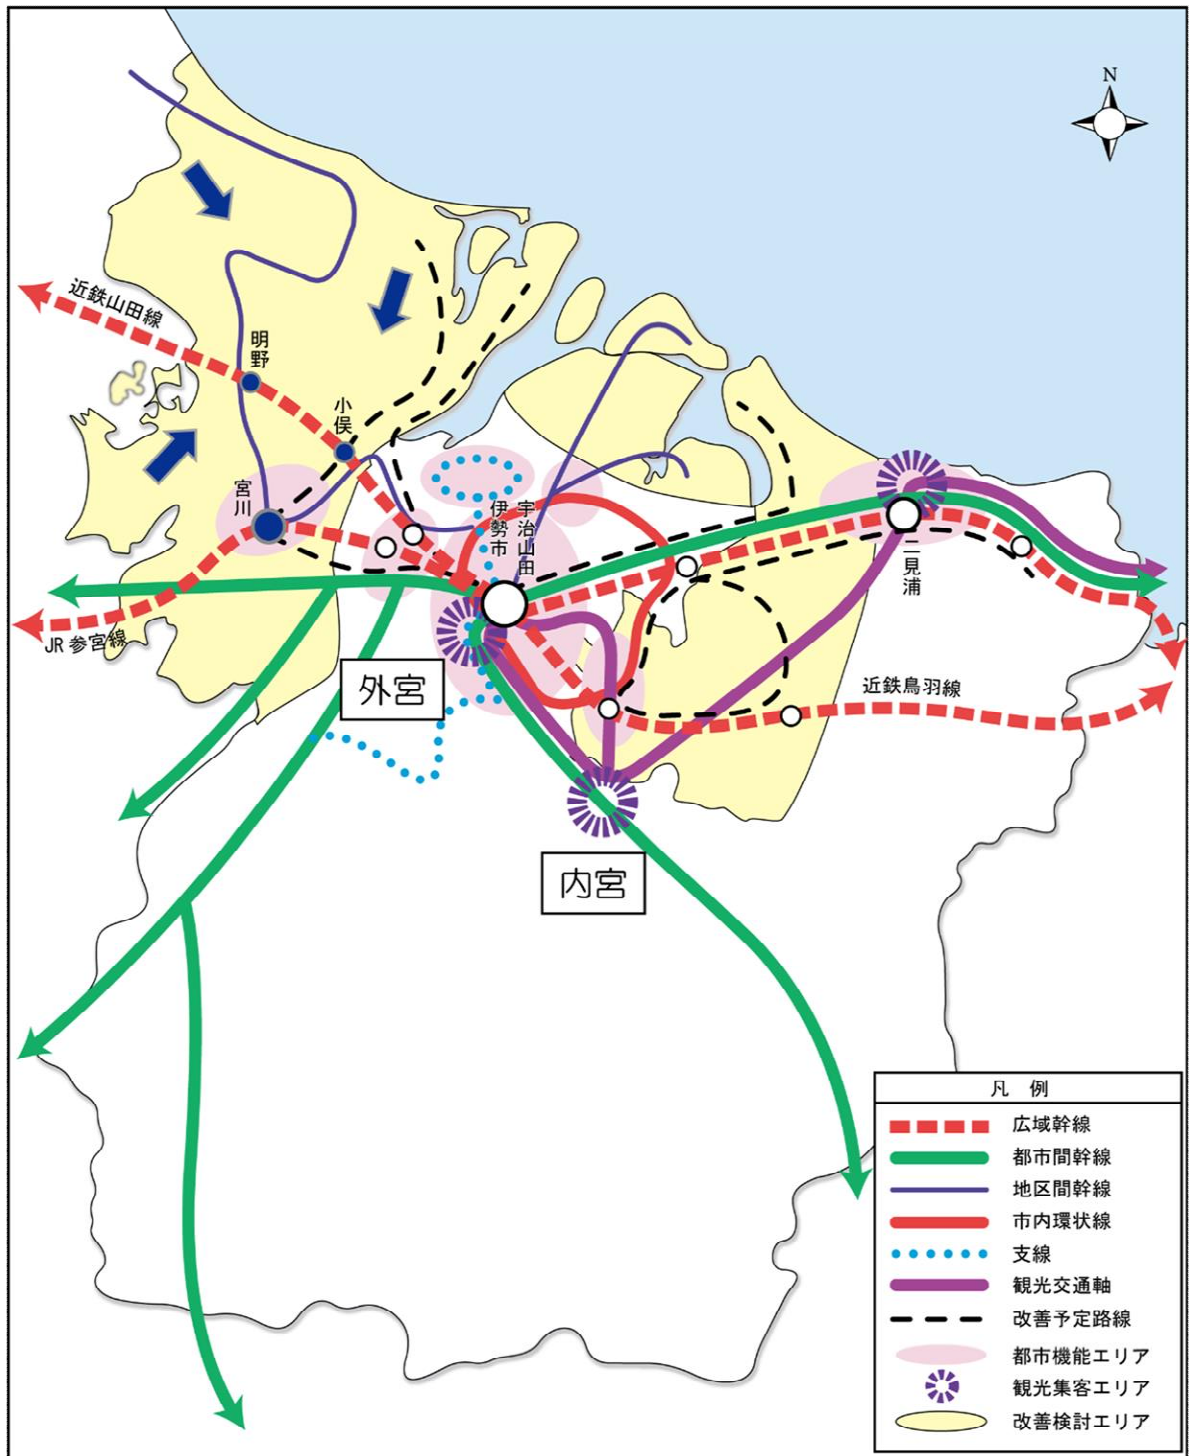 N
近鉄山田線
明野
小俣
宮川
伊勢市
宇治山田
二見浦
JR 参宮線
外宮
近鉄鳥羽線
内宮
凡 例
広域幹線
都市間幹線
地区間幹線
市内環状線
支線
観光交通軸
改善予定路線
都市機能エリア
観光集客エリア
改善検討エリア